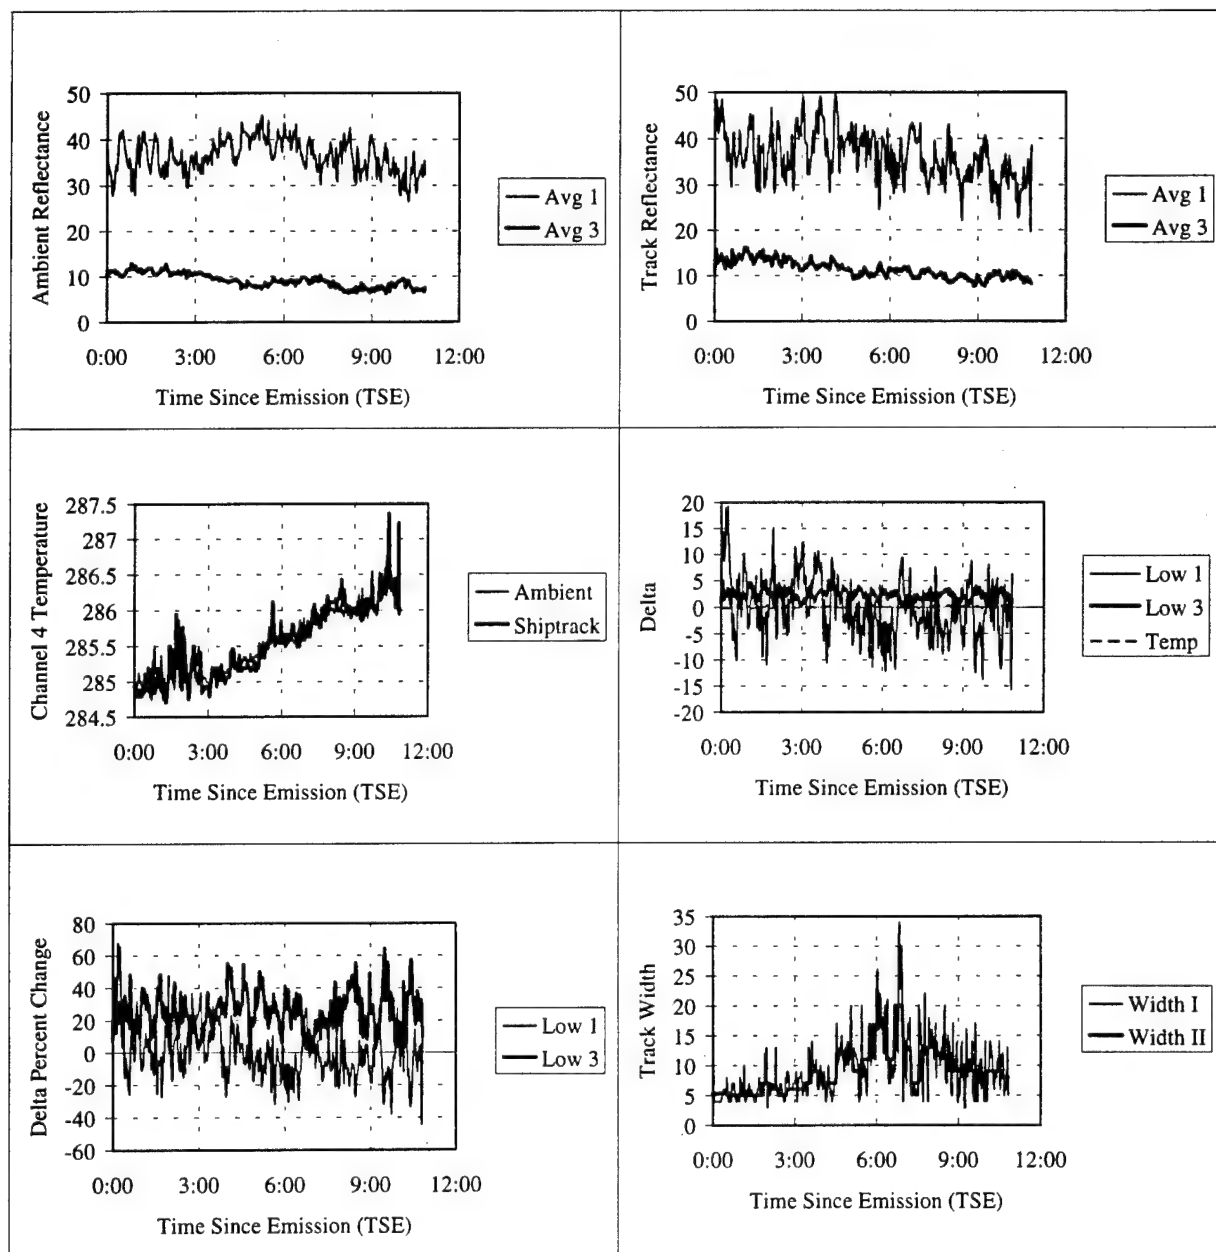 50
40
30
20
10
0
Ambient Reflectance
0:00 3:00 6:00 9:00 12:00
Time Since Emission (TSE)
Avg 1
Avg 3
50
40
30
20
10
0
Track Reflectance
0:00 3:00 6:00 9:00 12:00
Time Since Emission (TSE)
Avg 1
Avg 3
287.5
287
286.5
286
285.5
285
284.5
Channel 4 Temperature
0:00 3:00 6:00 9:00 12:00
Time Since Emission (TSE)
Ambient
Shiptrack
20
15
10
5
0
-5
-10
-15
-20
Delta
0:00 3:00 6:00 9:00 12:00
Time Since Emission (TSE)
Low 1
Low 3
Temp
80
60
40
20
0
-20
-40
-60
Delta Percent Change
0:00 3:00 6:00 9:00 12:00
Time Since Emission (TSE)
Low 1
Low 3
35
30
25
20
15
10
5
0
Track Width
0:00 3:00 6:00 9:00 12:00
Time Since Emission (TSE)
Width I
Width II